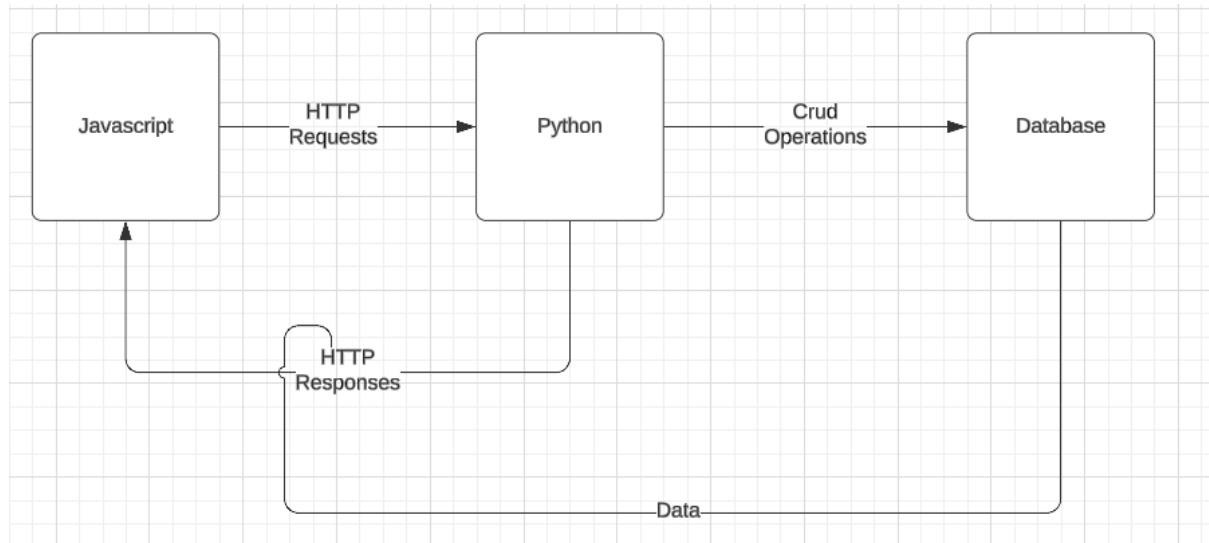 Javascript
HTTP
Requests
Python
Crud
Operations
Database
HTTP
Responses
Data